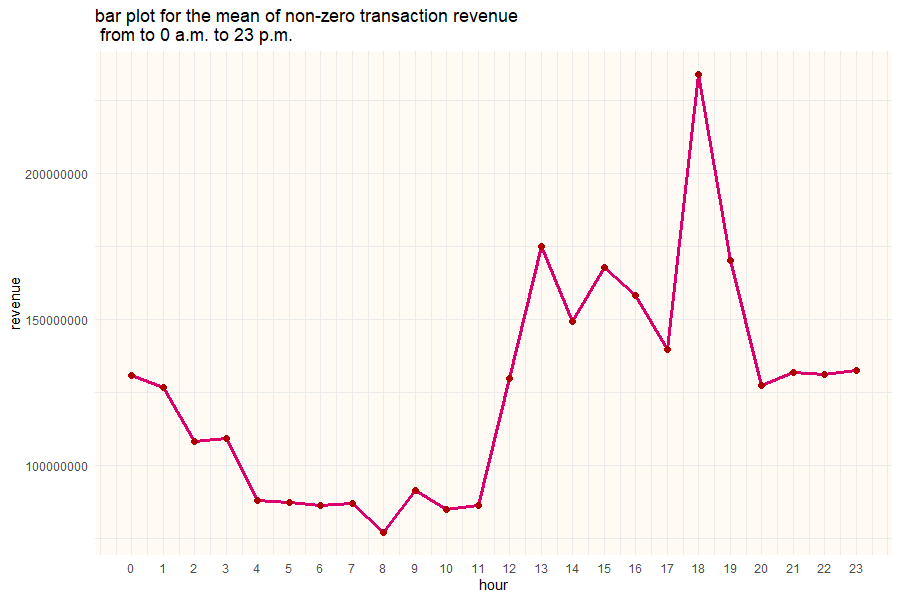 bar plot for the mean of non-zero transaction revenue
from to 0 a.m. to 23 p.m.
200000000
150000000
100000000
revenue
0 1 2 3 4 5 6 7 8 9 10 11 12 13 14 15 16 17 18 19 20 21 22 23
hour